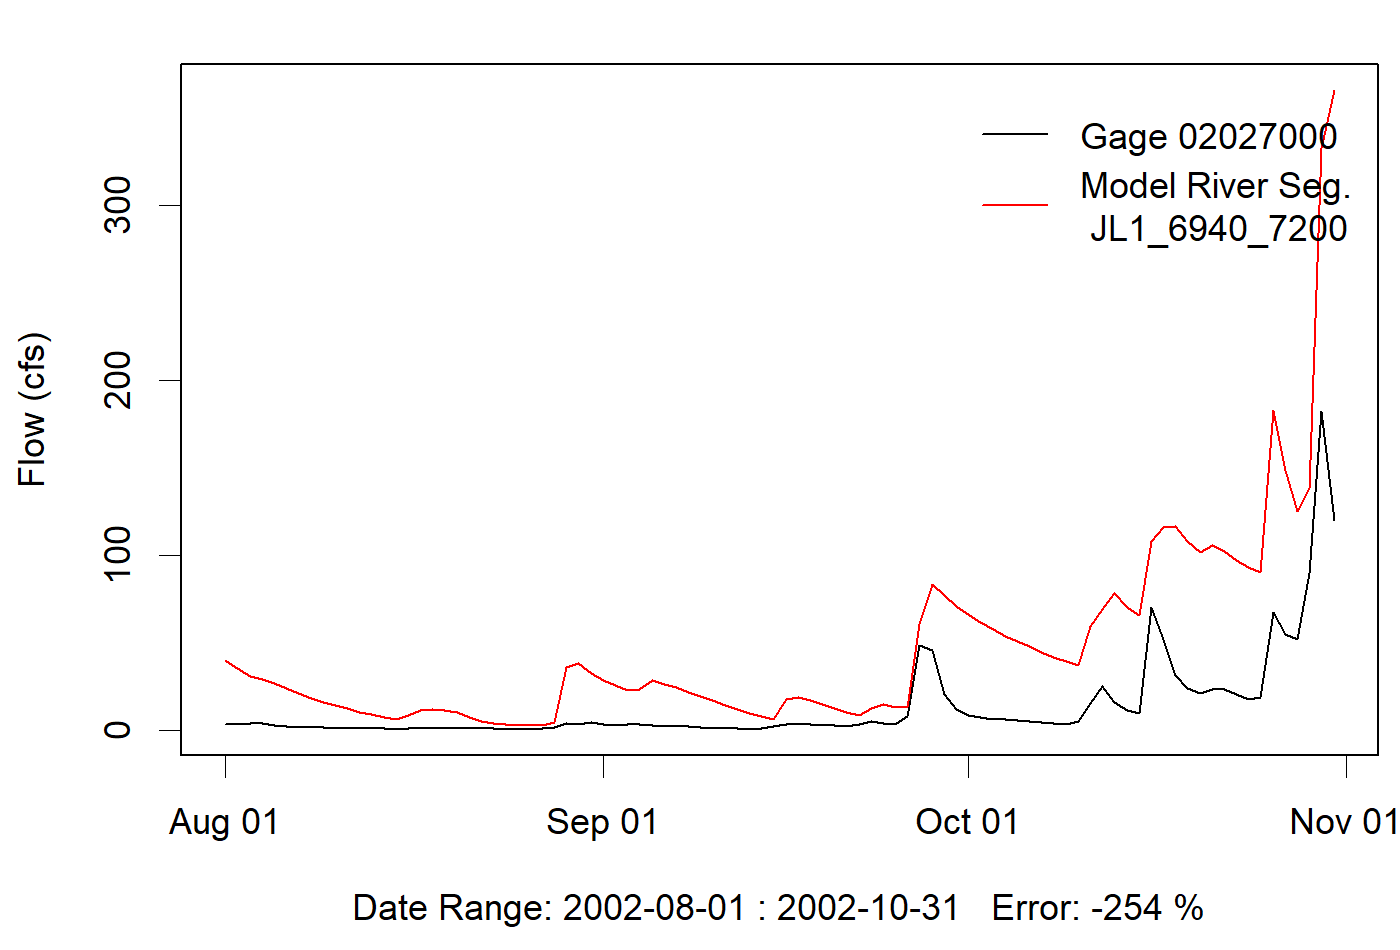 Gage 02027000
Model River Seg.
JL1_6940_7200
Flow (cfs)
300
200
100
0
Aug 01
Sep 01
Oct 01
Nov 01
Date Range: 2002-08-01 : 2002-10-31 Error: -254 %